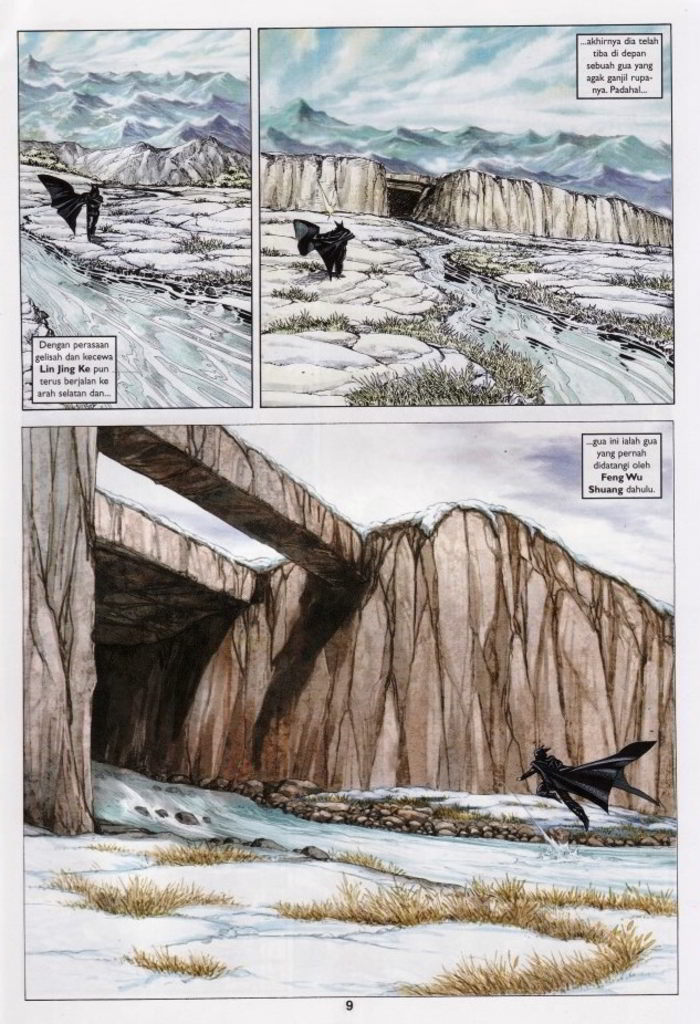 Dengan perasaan
gelisah dan kecewa
Lin Jing Ke pun
terus berjalan ke
arah selatan dan...
...akhirnya dia telah
tiba di depan
sebuah gua yang
agak ganjil rupa-
nya. Padahal...
...gua ini ialah gua
yang pernah
didatangi oleh
Feng Wu
Shuang dahulu.
9